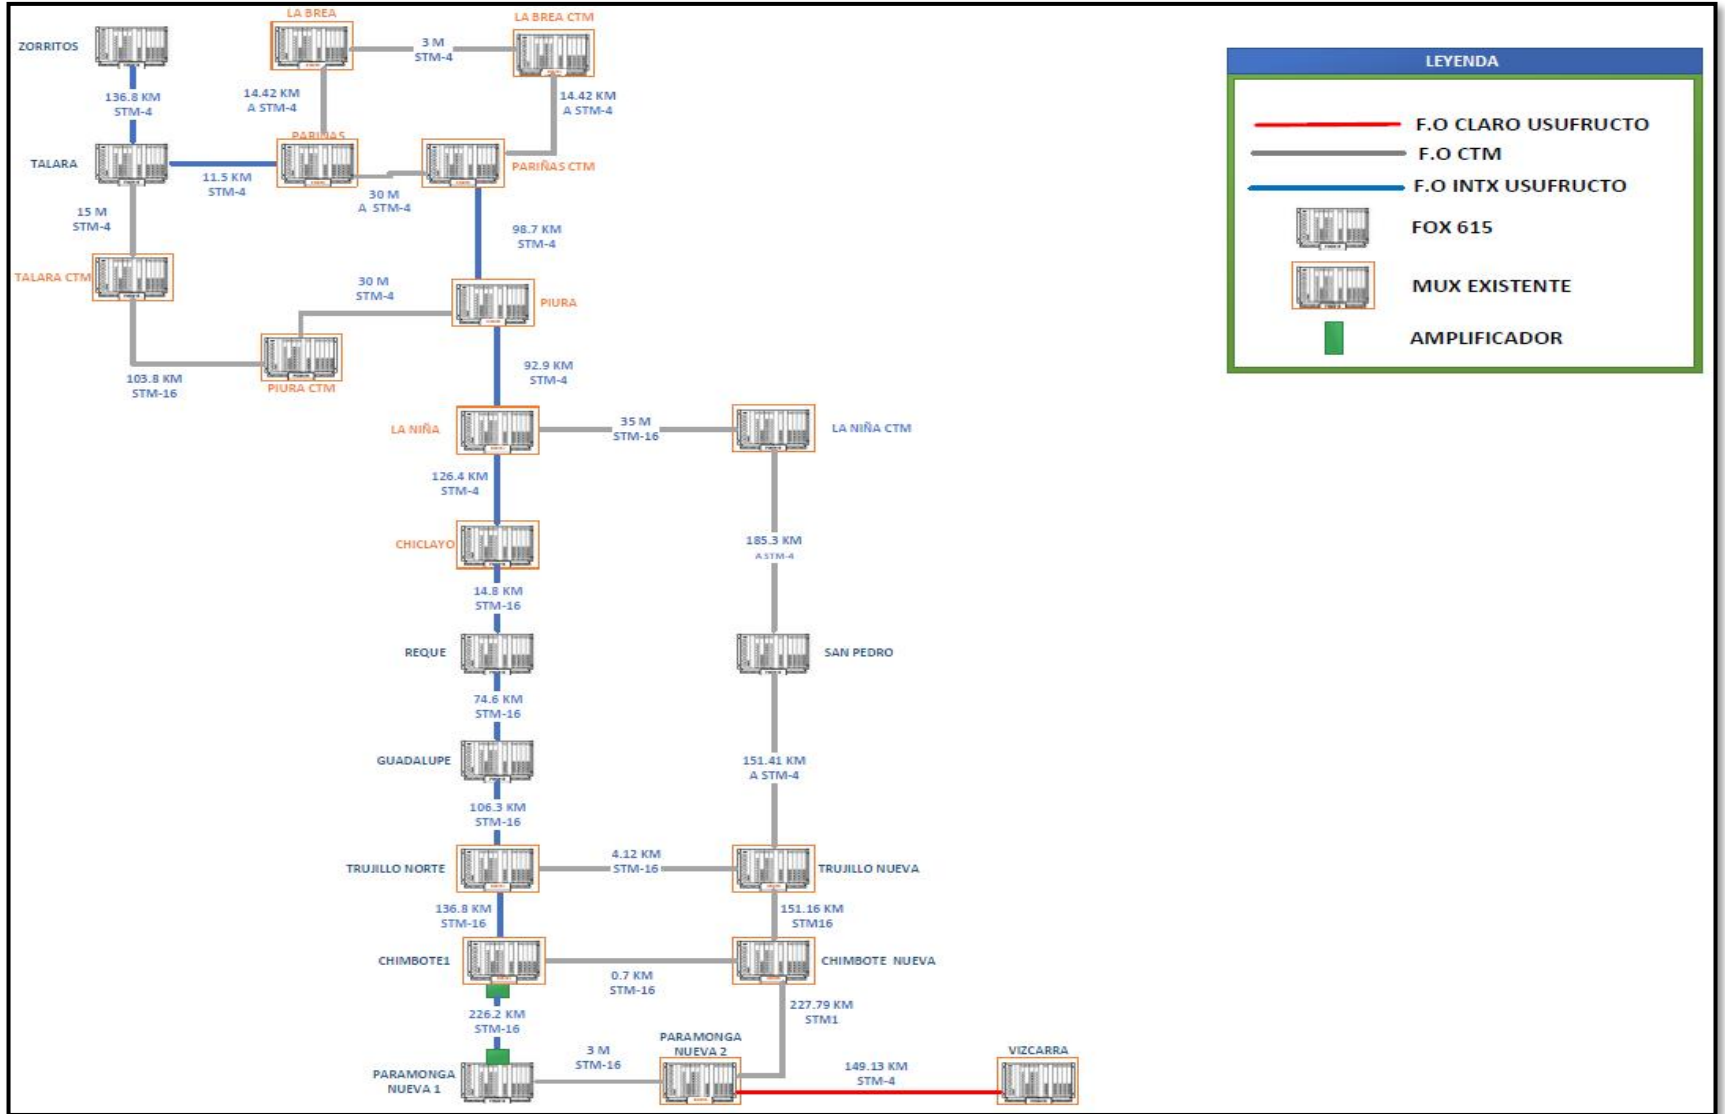 LA BREA
LA BREA CTM
ZORRITOS
3 M
STM-4
LEYENDA
136.8 KM
STM-4
14.42 KM
A STM-4
14.42 KM
A STM-4
F.O CLARO USUFRUCTO
F.O CTM
F.O INTX USUFRUCTO
FOX 615
MUX EXISTENTE
AMPLIFICADOR
PARIÑAS
TALARA
11.5 KM
STM-4
30 M
A STM-4
PARIÑAS CTM
15 M
STM-4
98.7 KM
STM-4
TALARA CTM
30 M
STM-4
PIURA
103.8 KM
STM-16
PIURA CTM
92.9 KM
STM-4
LA NIÑA
35 M
STM-16
LA NIÑA CTM
126.4 KM
STM-4
CHICLAYO
185.3 KM
A STM-4
14.8 KM
STM-16
REQUE
SAN PEDRO
74.6 KM
STM-16
GUADALUPE
151.41 KM
A STM-4
106.3 KM
STM-16
TRUJILLO NORTE
4.12 KM
STM-16
TRUJILLO NUEVA
136.8 KM
STM-16
151.16 KM
STM16
CHIMBOTE1
0.7 KM
STM-16
CHIMBOTE NUEVA
226.2 KM
STM-16
227.79 KM
STM1
PARAMONGA
NUEVA 1
3 M
STM-16
PARAMONGA
NUEVA 2
149.13 KM
STM-4
VIZCARRA